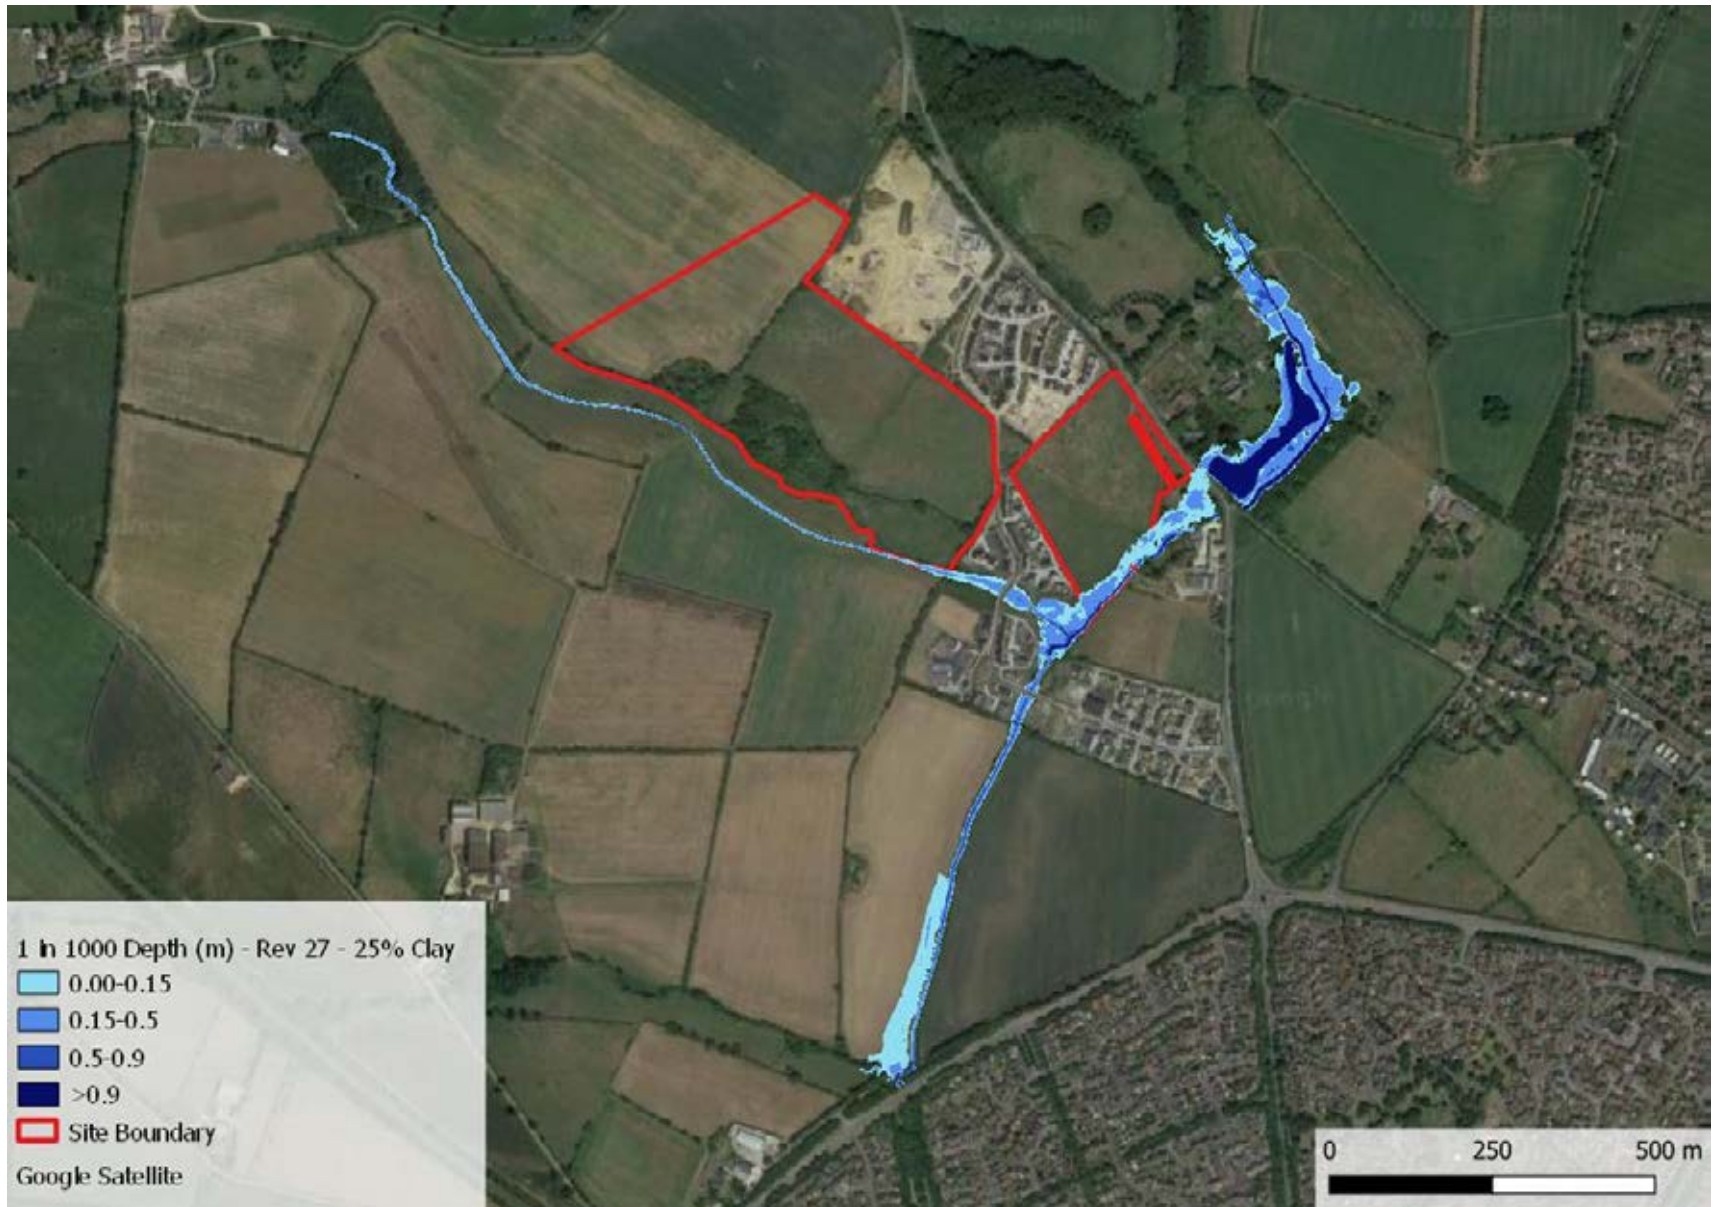 1 in 1000 Depth (m) - Rev 27 - 25% Clay
0.00-0.15
0.15-0.5
0.5-0.9
>0.9
Site Boundary
Google Satellite
0 250 500 m